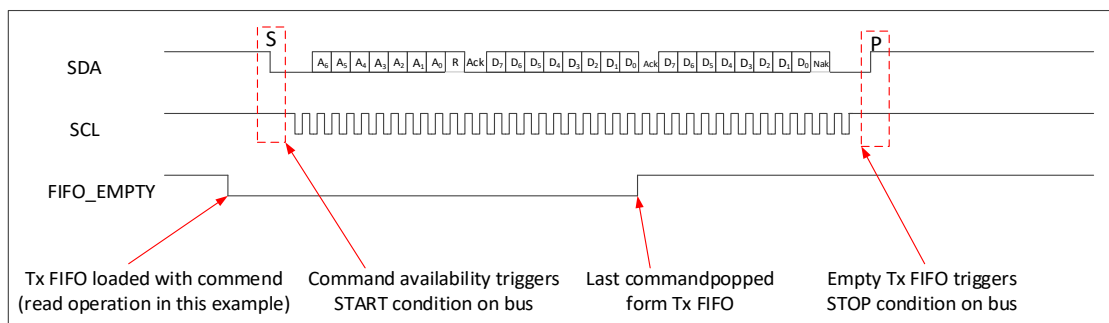 S
P
SDA
A6 A5 A4 A3 A2 A1 A0 R Ack D7 D6 D5 D4 D3 D2 D1 D0 Ack D7 D6 D5 D4 D3 D2 D1 D0 Nak
SCL
FIFO_EMPTY
Tx FIFO loaded with commend
(read operation in this example)
Command availability triggers
START condition on bus
Last commandpopped
form Tx FIFO
Empty Tx FIFO triggers
STOP condition on bus